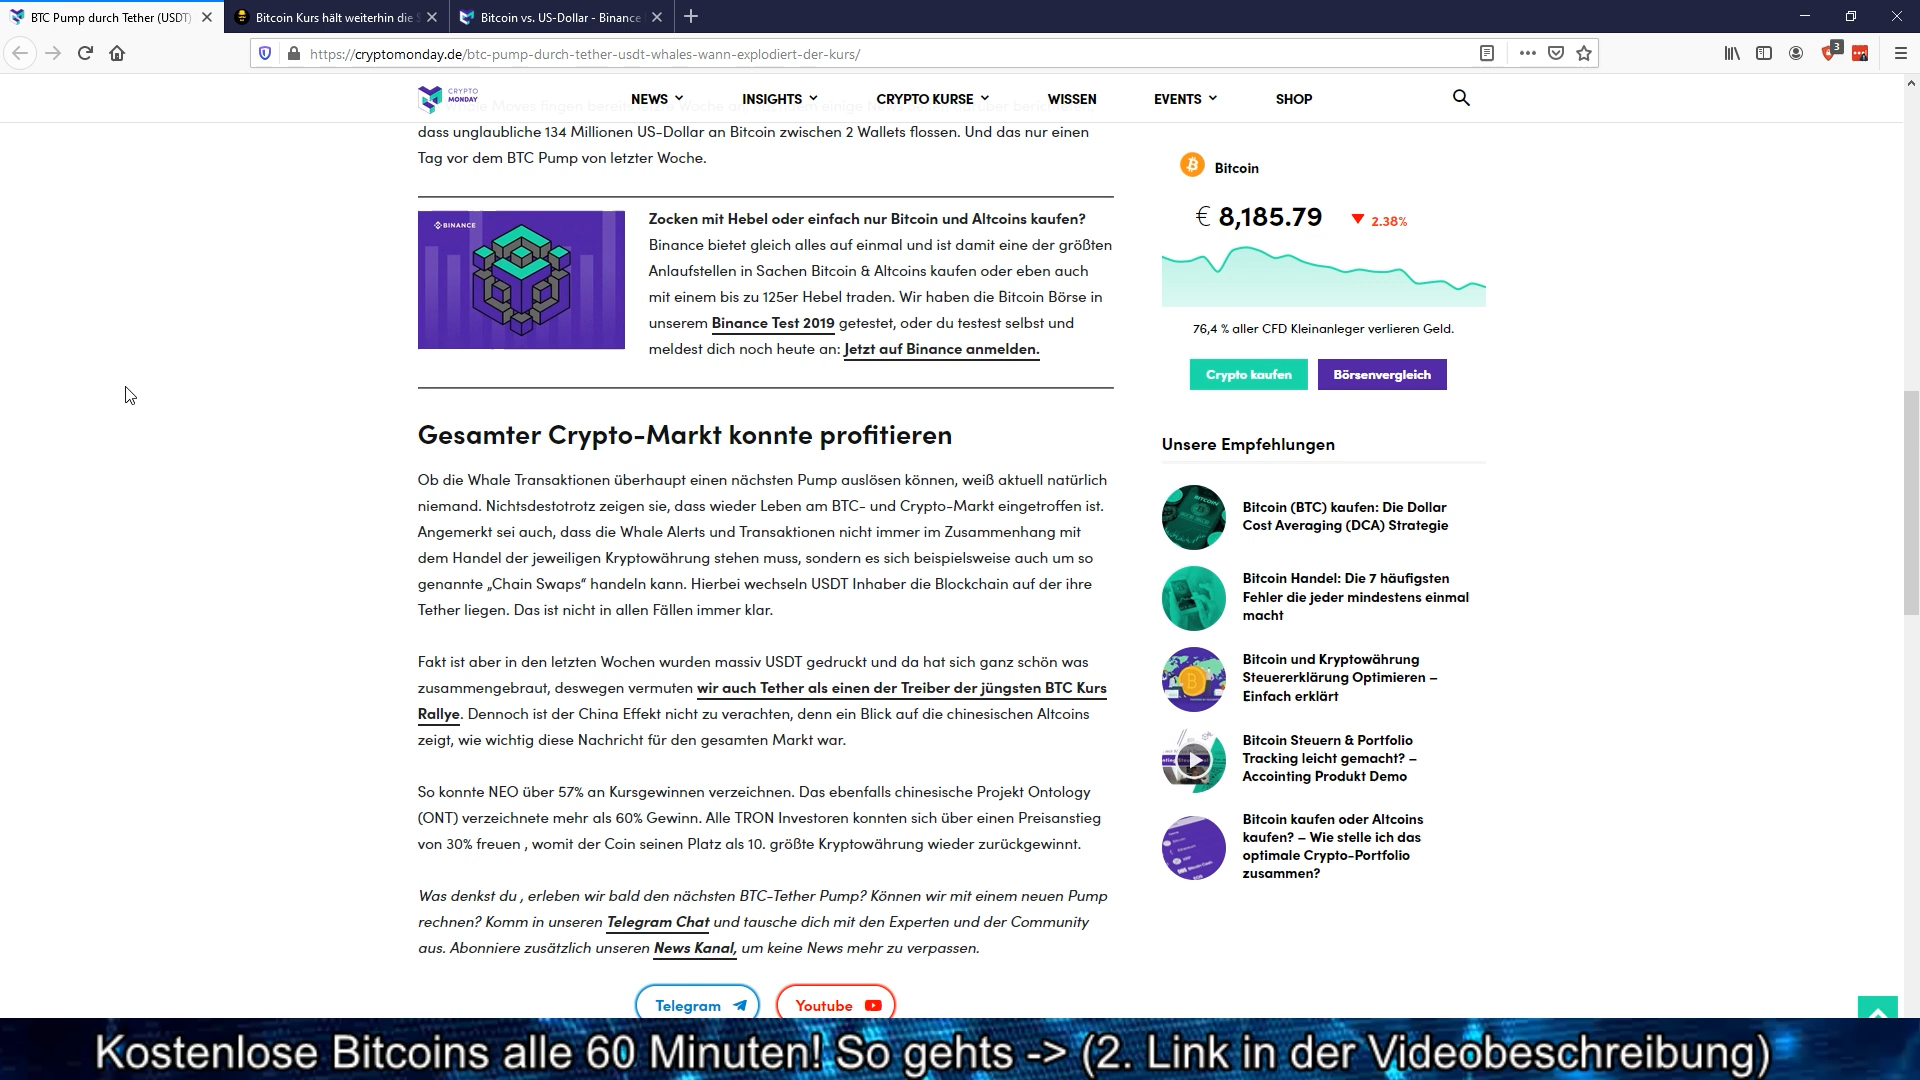 BTC Pump durch Tether (USDT)
Bitcoin Kurs hält weiterhin die
Bitcoin vs. US-Dollar - Binance
https://cryptomonday.de/btc-pump-durch-tether-usdt-whales-wann-explodiert-der-kurs/
3
CRYPTO
MONDAY
NEWS
INSIGHTS
CRYPTO KURSE
WISSEN
EVENTS
SHOP
dass unglaubliche 134 Millionen US-Dollar an Bitcoin zwischen 2 Wallets flossen. Und das nur einen
Tag vor dem BTC Pump von letzter Woche.
BINANCE
Zocken mit Hebel oder einfach nur Bitcoin und Altcoins kaufen?
Binance bietet gleich alles auf einmal und ist damit eine der größten
Anlaufstellen in Sachen Bitcoin & Altcoins kaufen oder eben auch
mit einem bis zu 125er Hebel traden. Wir haben die Bitcoin Börse in
unserem Binance Test 2019 getestet, oder du testest selbst und
meldest dich noch heute an: Jetzt auf Binance anmelden.
Gesamter Crypto-Markt konnte profitieren
Ob die Whale Transaktionen überhaupt einen nächsten Pump auslösen können, weiß aktuell natürlich
niemand. Nichtsdestotrotz zeigen sie, dass wieder Leben am BTC- und Crypto-Markt eingetroffen ist.
Angemerkt sei auch, dass die Whale Alerts und Transaktionen nicht immer im Zusammenhang mit
dem Handel der jeweiligen Kryptowährung stehen muss, sondern es sich beispielsweise auch um so
genannte „Chain Swaps“ handeln kann. Hierbei wechseln USDT Inhaber die Blockchain auf der ihre
Tether liegen. Das ist nicht in allen Fällen immer klar.
Fakt ist aber in den letzten Wochen wurden massiv USDT gedruckt und da hat sich ganz schön was
zusammengebraut, deswegen vermuten wir auch Tether als einen der Treiber der jüngsten BTC Kurs
Rallye. Dennoch ist der China Effekt nicht zu verachten, denn ein Blick auf die chinesischen Altcoins
zeigt, wie wichtig diese Nachricht für den gesamten Markt war.
So konnte NEO über 57% an Kursgewinnen verzeichnen. Das ebenfalls chinesische Projekt Ontology
(ONT) verzeichnete mehr als 60% Gewinn. Alle TRON Investoren konnten sich über einen Preisanstieg
von 30% freuen , womit der Coin seinen Platz als 10. größte Kryptowährung wieder zurückgewinnt.
Was denkst du , erleben wir bald den nächsten BTC-Tether Pump? Können wir mit einem neuen Pump
rechnen? Komm in unseren Telegram Chat und tausche dich mit den Experten und der Community
aus. Abonniere zusätzlich unseren News Kanal, um keine News mehr zu verpassen.
Telegram
Youtube
Bitcoin
€ 8,185.79
2.38%
76,4 % aller CFD Kleinanleger verlieren Geld.
Crypto kaufen
Börsenvergleich
Unsere Empfehlungen
Bitcoin (BTC) kaufen: Die Dollar
Cost Averaging (DCA) Strategie
Bitcoin Handel: Die 7 häufigsten
Fehler die jeder mindestens einmal
macht
Bitcoin und Kryptowährung
Steuererklärung Optimieren –
Einfach erklärt
Bitcoin Steuern & Portfolio
Tracking leicht gemacht? –
Accointing Produkt Demo
Bitcoin kaufen oder Altcoins
kaufen? – Wie stelle ich das
optimale Crypto-Portfolio
zusammen?
Kostenlose Bitcoins alle 60 Minuten! So gehts -> (2. Link in der Videobeschreibung)